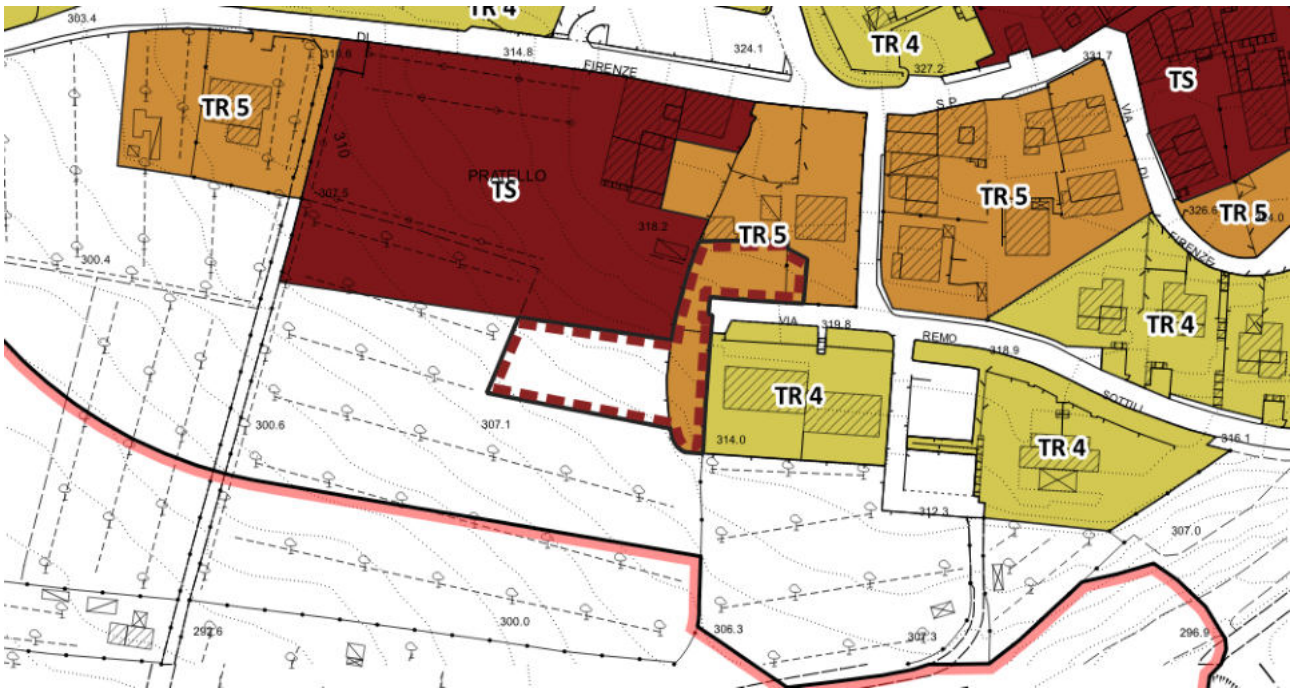 303.4
TR 4
324.1
TR 4
327.2
331.7
DI
314.8
FIRENZE
310.6
S.P.
TS
VIA
TR 5
310
PRATELLO
TS
307.5
318.2
TR 5
TR 5
DI
326.6
TR 5
FIRENZE
300.4
VIA
319.8
REMO
318.9
TR 4
SOTTILI
TR 4
300.6
307.1
314.0
TR 4
316.1
312.3
307.0
292.6
300.0
306.3
301.3
296.9